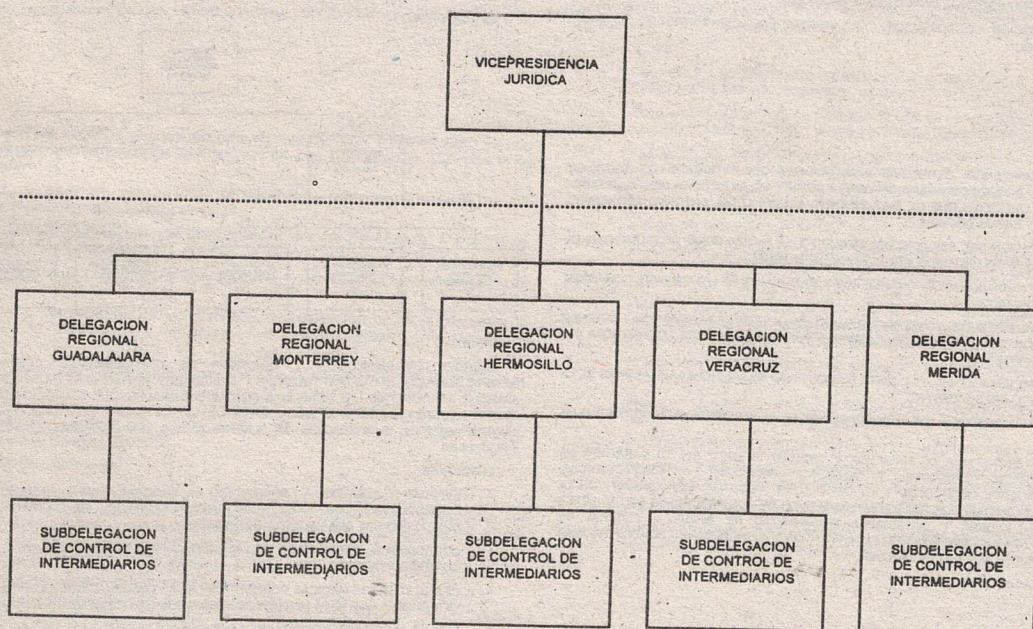 VICEPRESIDENCIA
JURIDICA
DELEGACION
REGIONAL
GUADALAJARA
DELEGACION
REGIONAL
MONTERREY
DELEGACION
REGIONAL
HERMOSILLO
DELEGACION
REGIONAL
VERACRUZ
DELEGACION
REGIONAL
MERIDA
SUBDELEGACION
DE CONTROL DE
INTERMEDIARIOS
SUBDELEGACION
DE CONTROL DE
INTERMEDIARIOS
SUBDELEGACION
DE CONTROL DE
INTERMEDIARIOS
SUBDELEGACION
DE CONTROL DE
INTERMEDIARIOS
SUBDELEGACION
DE CONTROL DE
INTERMEDIARIOS